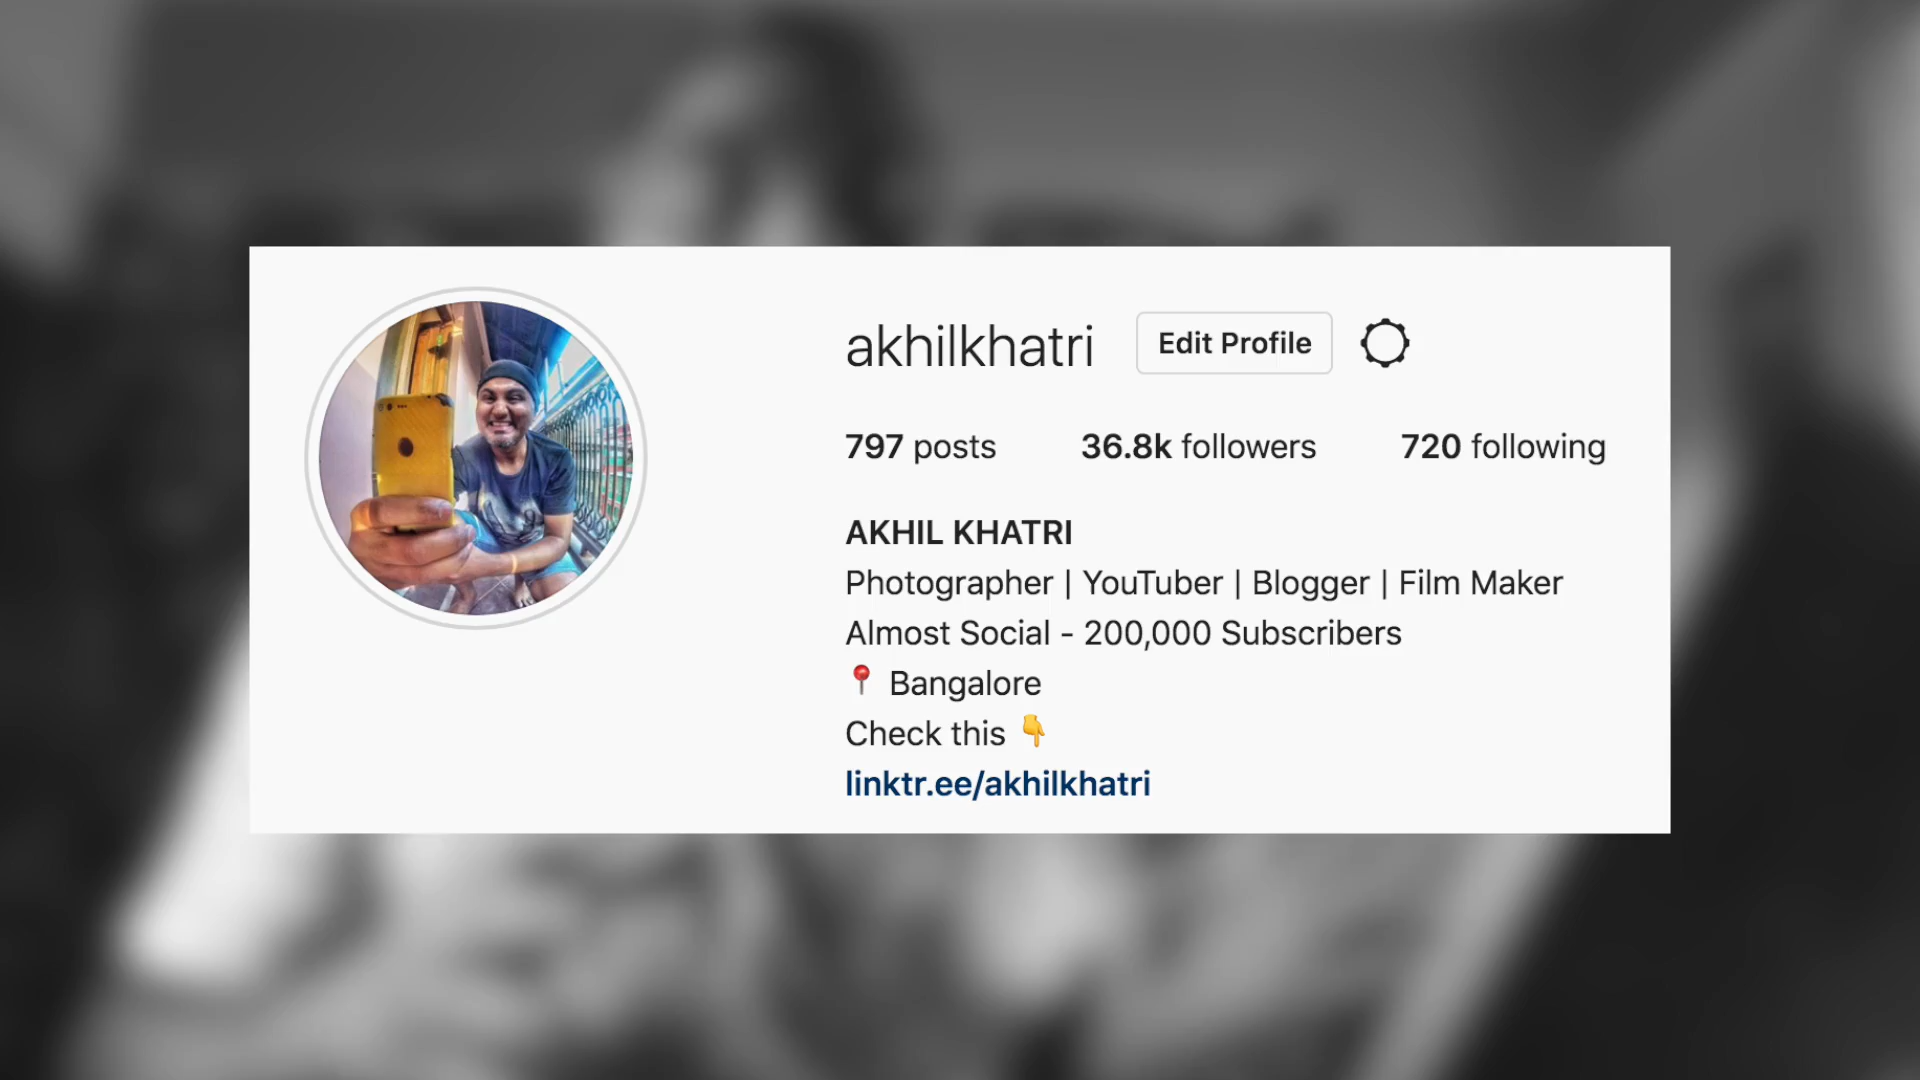 akhilkhatri Edit Profile
797 posts 36.8k followers 720 following
AKHIL KHATRI
Photographer | YouTuber | Blogger | Film Maker
Almost Social - 200,000 Subscribers
📍 Bangalore
Check this 👇
linktr.ee/akhilkhatri